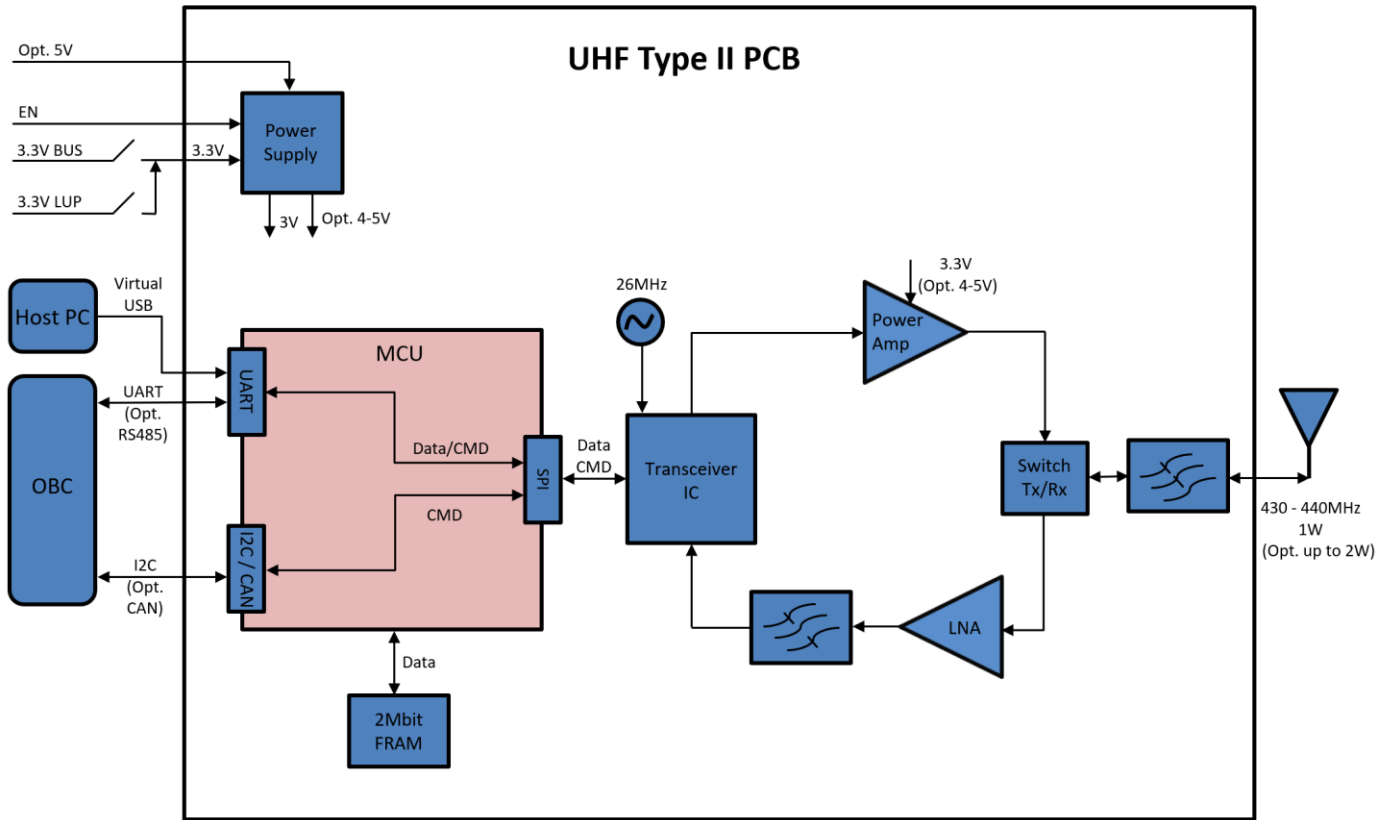 UHF Type II PCB
Opt. 5V
EN
3.3V BUS
3.3V
3.3V LUP
Power
Supply
3V
Opt. 4-5V
Host PC
Virtual
USB
OBC
UART
(Opt.
RS485)
I2C
(Opt.
CAN)
MCU
UART
I2C / CAN
Data/CMD
CMD
SPI
Data
CMD
Data
2Mbit
FRAM
26MHz
Transceiver
IC
3.3V
(Opt. 4-5V)
Power
Amp
Switch
Tx/Rx
LNA
430 - 440MHz
1W
(Opt. up to 2W)